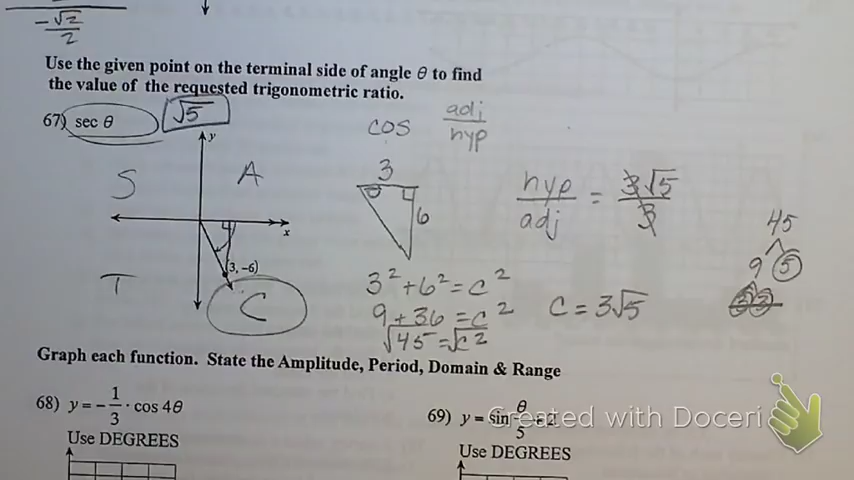 -√2
2
Use the given point on the terminal side of angle θ to find
the value of the requested trigonometric ratio.
67) sec θ
√5
cos
adj
hyp
y
S
A
x
(3, -6)
T
C
3
6
hyp/adj = 3√5/3
45
9 5
3 3
3² + 6² = c²
9 + 36 = c²
√45 = √c²
c = 3√5
Graph each function. State the Amplitude, Period, Domain & Range
68) y = -1/3 · cos 4θ
Use DEGREES
69) y = sin θ/5 + 2
Use DEGREES
Created with Doceri